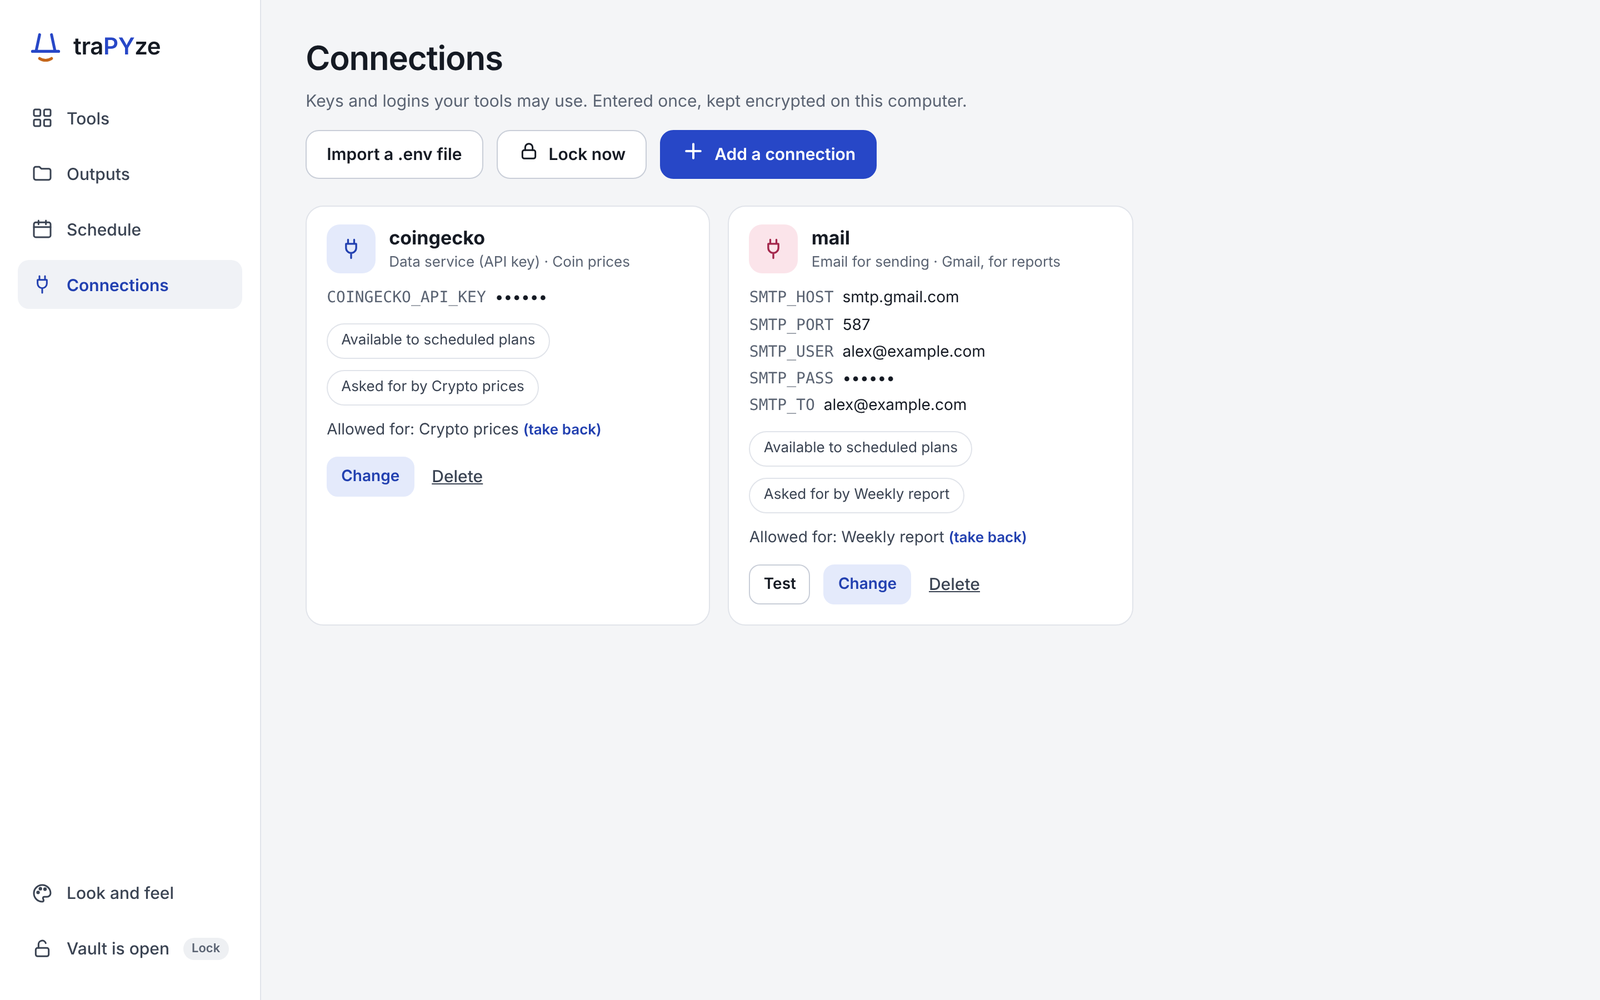 traPYze
Tools
Outputs
Schedule
Connections
Look and feel
Vault is open Lock
Connections
Keys and logins your tools may use. Entered once, kept encrypted on this computer.
Import a .env file
Lock now
Add a connection
coingecko
Data service (API key) · Coin prices
COINGECKO_API_KEY ••••••
Available to scheduled plans
Asked for by Crypto prices
Allowed for: Crypto prices (take back)
Change Delete
mail
Email for sending · Gmail, for reports
SMTP_HOST smtp.gmail.com
SMTP_PORT 587
SMTP_USER alex@example.com
SMTP_PASS ••••••
SMTP_TO alex@example.com
Available to scheduled plans
Asked for by Weekly report
Allowed for: Weekly report (take back)
Test Change Delete